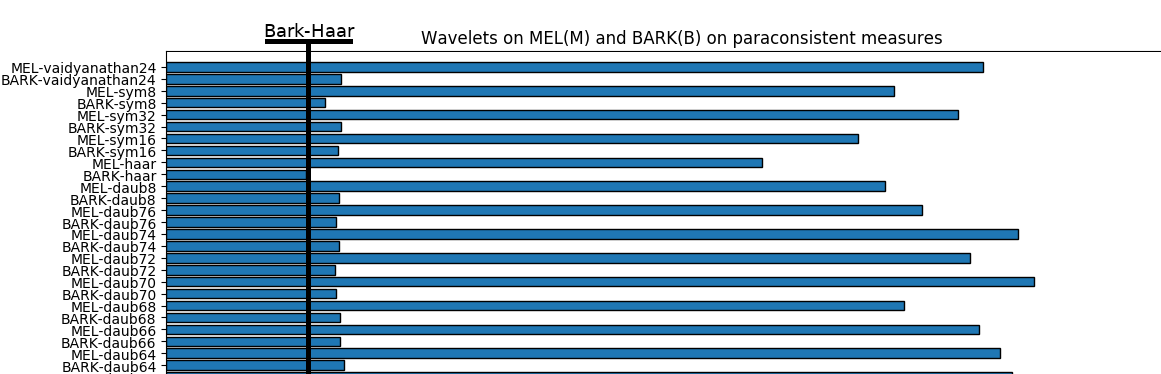 Bark-Haar
Wavelets on MEL(M) and BARK(B) on paraconsistent measures
MEL-vaidyanathan24
BARK-vaidyanathan24
MEL-sym8
BARK-sym8
MEL-sym32
BARK-sym32
MEL-sym16
BARK-sym16
MEL-haar
BARK-haar
MEL-daub8
BARK-daub8
MEL-daub76
BARK-daub76
MEL-daub74
BARK-daub74
MEL-daub72
BARK-daub72
MEL-daub70
BARK-daub70
MEL-daub68
BARK-daub68
MEL-daub66
BARK-daub66
MEL-daub64
BARK-daub64